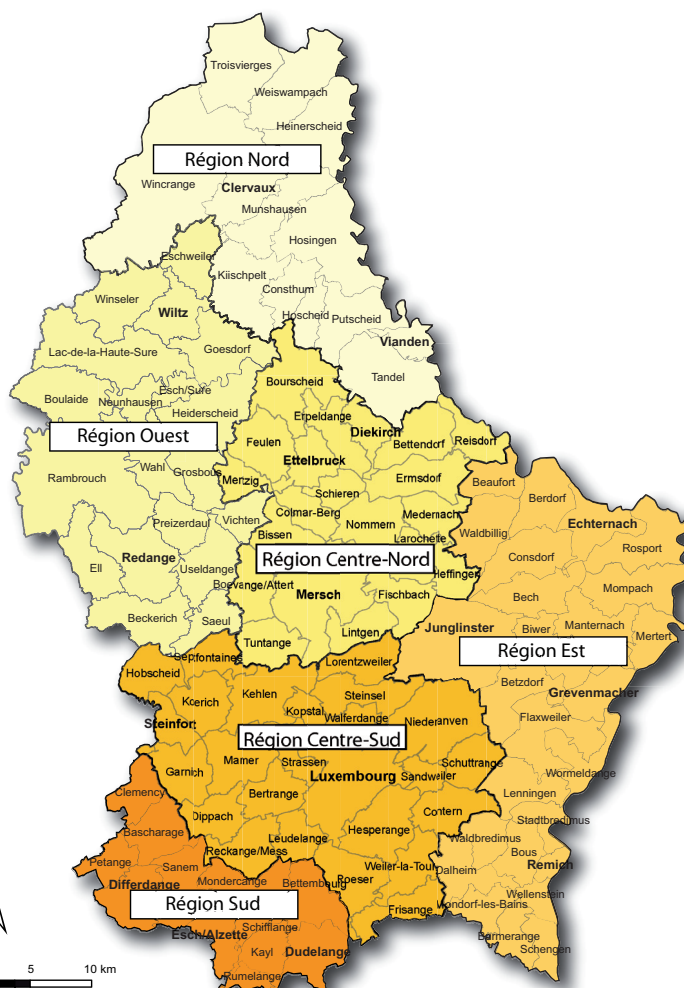 Troisvierges
Weiswampach
Heinerscheid
Région Nord
Wincrange
Clervaux
Munshausen
Hosingen
Eschweiler
Kiischpelt
Consthum
Winseler
Wiltz
Hoscheid
Putscheid
Vianden
Goesdorf
Lac-de-la-Haute-Sure
Tandel
Bourscheid
Esch/Sure
Boulaide
Neunhausen
Heiderscheid
Erpeldange
Diekirch
Région Ouest
Feulen
Bettendorf
Reisdorf
Ettelbruck
Wahl
Grosbous
Rambrouch
Mertzig
Ermsdorf
Beaufort
Schieren
Berdorf
Colmar-Berg
Medernach
Preizerdaul
Vichten
Nommern
Echternach
Bissen
Larochette
Waldbillig
Rosport
Redange
Région Centre-Nord
Consdorf
Ell
Useldange
Heffingen
Boevange/Attert
Mersch
Fischbach
Bech
Mompach
Beckerich
Saeul
Lintgen
Junglinster
Biwer
Manternach
Mertert
Tuntange
Région Est
Septfontaines
Lorentzweiler
Hobscheid
Betzdorf
Kehlen
Steinsel
Grevenmacher
Koerich
Kopstal
Walferdange
Niederanven
Flaxweiler
Steinfort
Région Centre-Sud
Mamer
Strassen
Schuttrange
Garnich
Luxembourg
Sandweiler
Wormeldange
Clemency
Bertrange
Lenningen
Dippach
Contern
Stadtbredimus
Bascharage
Hesperange
Leudelange
Waldbredimus
Reckange/Mess
Bous
Petange
Sanem
Weiler-la-Tour
Dalheim
Remich
Differdange
Mondercange
Bettembourg
Roeser
Wellenstein
Région Sud
Mondorf-les-Bains
Frisange
Schifflange
Esch/Alzette
Burmerange
Kayl
Dudelange
Schengen
5
10 km
Rumelange